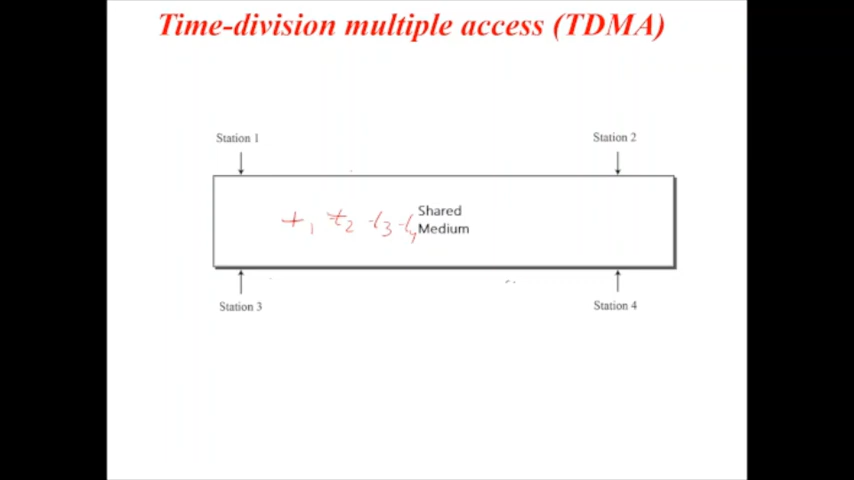 Time-division multiple access (TDMA)
Station 1
Station 2
t1 t2 t3 t4
Shared
Medium
Station 3
Station 4